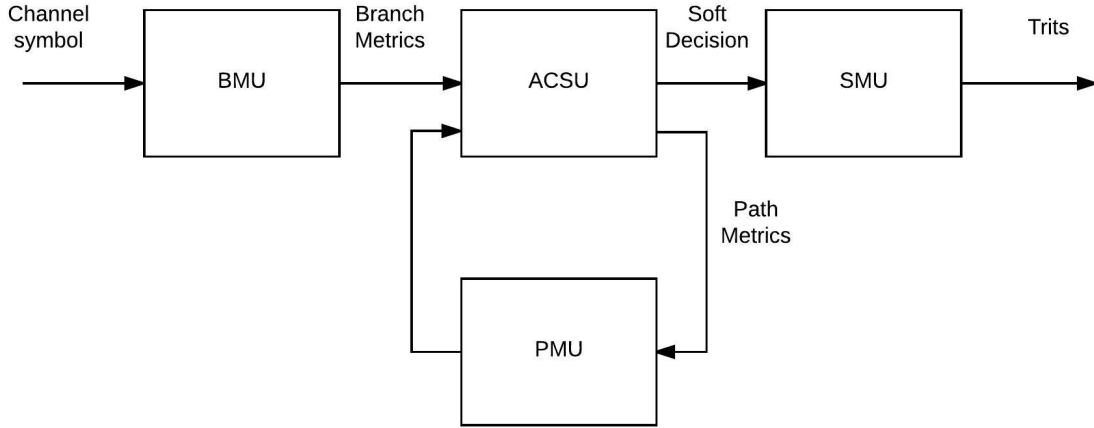 Channel
symbol
BMU
Branch
Metrics
ACSU
Soft
Decision
SMU
Trits
Path
Metrics
PMU